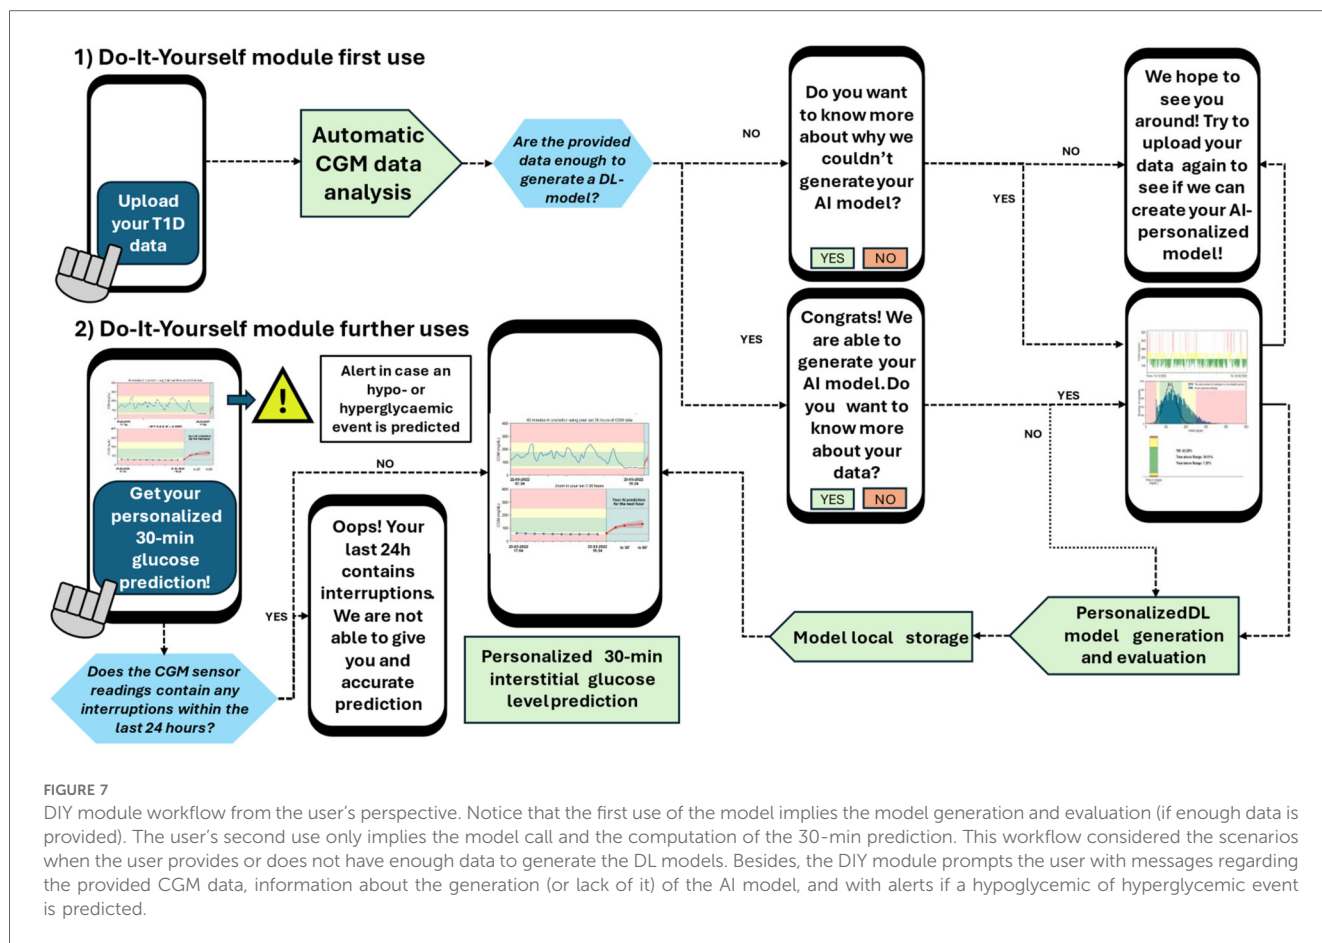 1) Do-It-Yourself module first use
Upload
your T1D
data
Automatic
CGM data
analysis
Are the provided
data enough to
generate a DL-
model?
NO
YES
Do you want
to know more
about why we
couldn't
generate your
AI model?
YES
NO
NO
YES
We hope to
see you
around! Try to
upload your
data again to
see if we can
create your AI-
personalized
model!
Congrats! We
are able to
generate your
AI model. Do
you want to
know more
about your
data?
YES
NO
YES
NO
Personalized DL
model generation
and evaluation
Model local storage
2) Do-It-Yourself module further uses
Get your
personalized
30-min
glucose
prediction!
!
Alert in case an
hypo- or
hyperglycaemic
event is predicted
NO
YES
Does the CGM sensor
readings contain any
interruptions within the
last 24 hours?
Oops! Your
last 24h
contains
interruptions.
We are not
able to give
you and
accurate
prediction
Your AI prediction
for the next hour
Personalized 30-min
interstitial glucose
level prediction
FIGURE 7
DIY module workflow from the user's perspective. Notice that the first use of the model implies the model generation and evaluation (if enough data is
provided). The user's second use only implies the model call and the computation of the 30-min prediction. This workflow considered the scenarios
when the user provides or does not have enough data to generate the DL models. Besides, the DIY module prompts the user with messages regarding
the provided CGM data, information about the generation (or lack of it) of the AI model, and with alerts if a hypoglycemic of hyperglycemic event
is predicted.